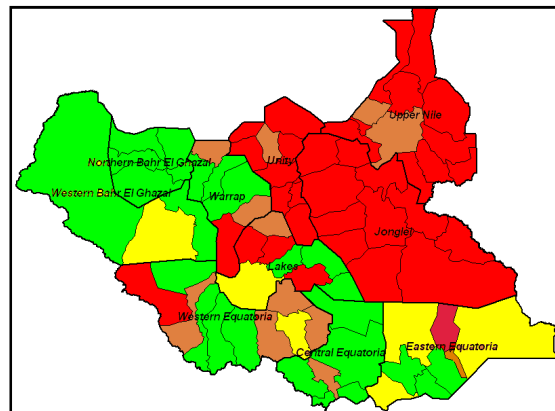 Upper Nile
Northern Bahr El Ghazal
Unity
Western Bahr El Ghazal
Warrap
Jonglei
Lakes
Western Equatoria
Central Equatoria
Eastern Equatoria